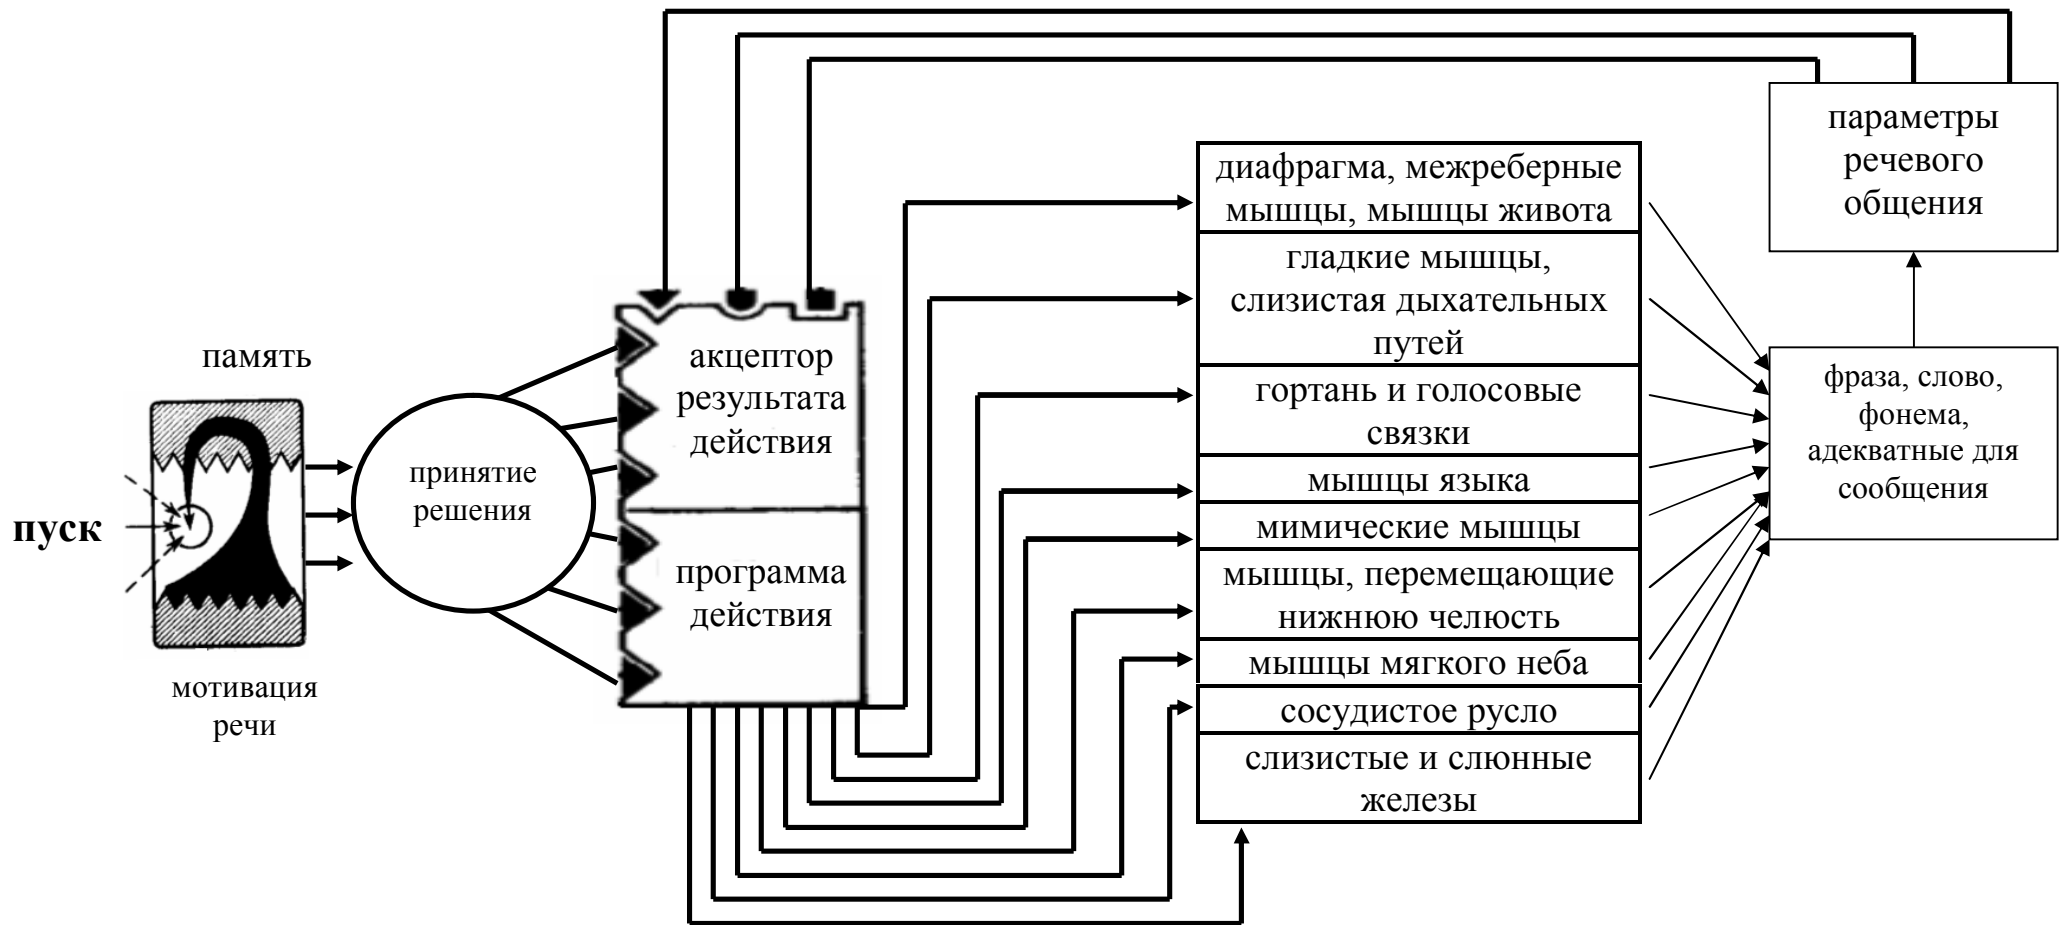 пуск
память
мотивация
речи
принятие
решения
акцептор
результата
действия
программа
действия
диафрагма, межреберные
мышцы, мышцы живота
гладкие мышцы,
слизистая дыхательных
путей
гортань и голосовые
связки
мышцы языка
мимические мышцы
мышцы, перемещающие
нижнюю челюсть
мышцы мягкого неба
сосудистое русло
слизистые и слюнные
железы
параметры
речевого
общения
фраза, слово,
фонема,
адекватные для
сообщения